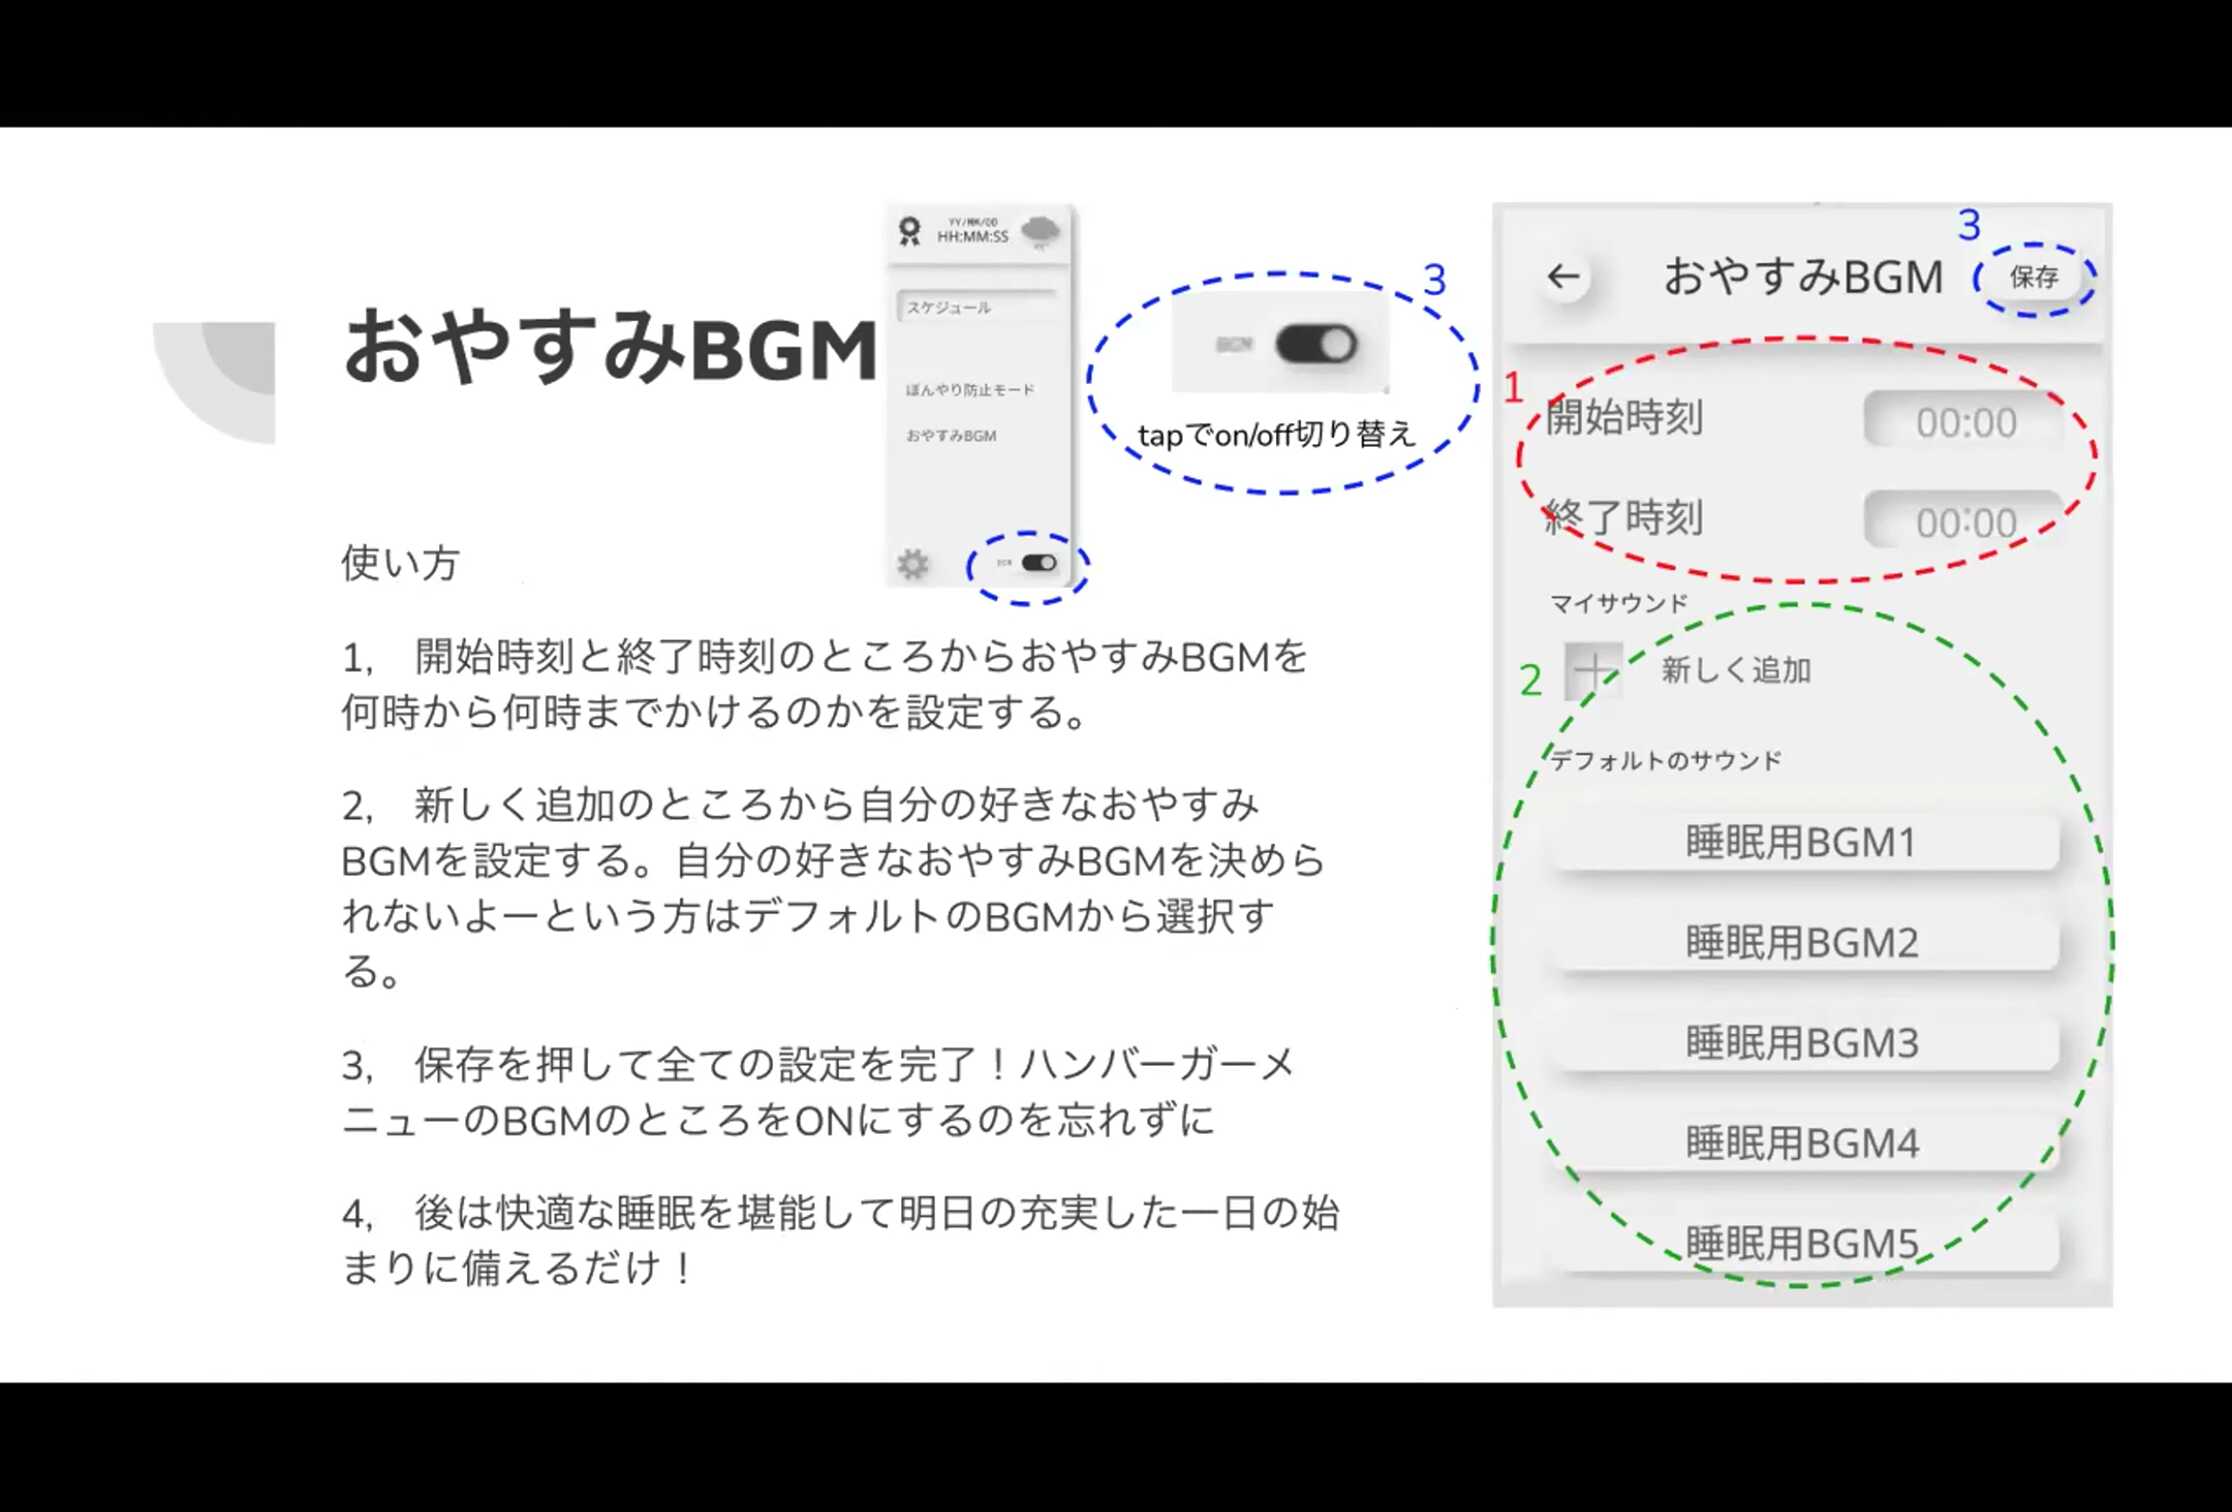 おやすみBGM
使い方
1,　開始時刻と終了時刻のところからおやすみBGMを
何時から何時までかけるのかを設定する。
2,　新しく追加のところから自分の好きなおやすみ
BGMを設定する。自分の好きなおやすみBGMを決めら
れないよーという方はデフォルトのBGMから選択す
る。
3,　保存を押して全ての設定を完了！ハンバーガーメ
ニューのBGMのところをONにするのを忘れずに
4,　後は快適な睡眠を堪能して明日の充実した一日の始
まりに備えるだけ！
YY/MM/DD
HH:MM:SS
スケジュール
ぼんやり防止モード
おやすみBGM
BGM
3
BGM
tapでon/off切り替え
3
おやすみBGM
保存
1
開始時刻 00:00
終了時刻 00:00
マイサウンド
2
新しく追加
デフォルトのサウンド
睡眠用BGM1
睡眠用BGM2
睡眠用BGM3
睡眠用BGM4
睡眠用BGM5